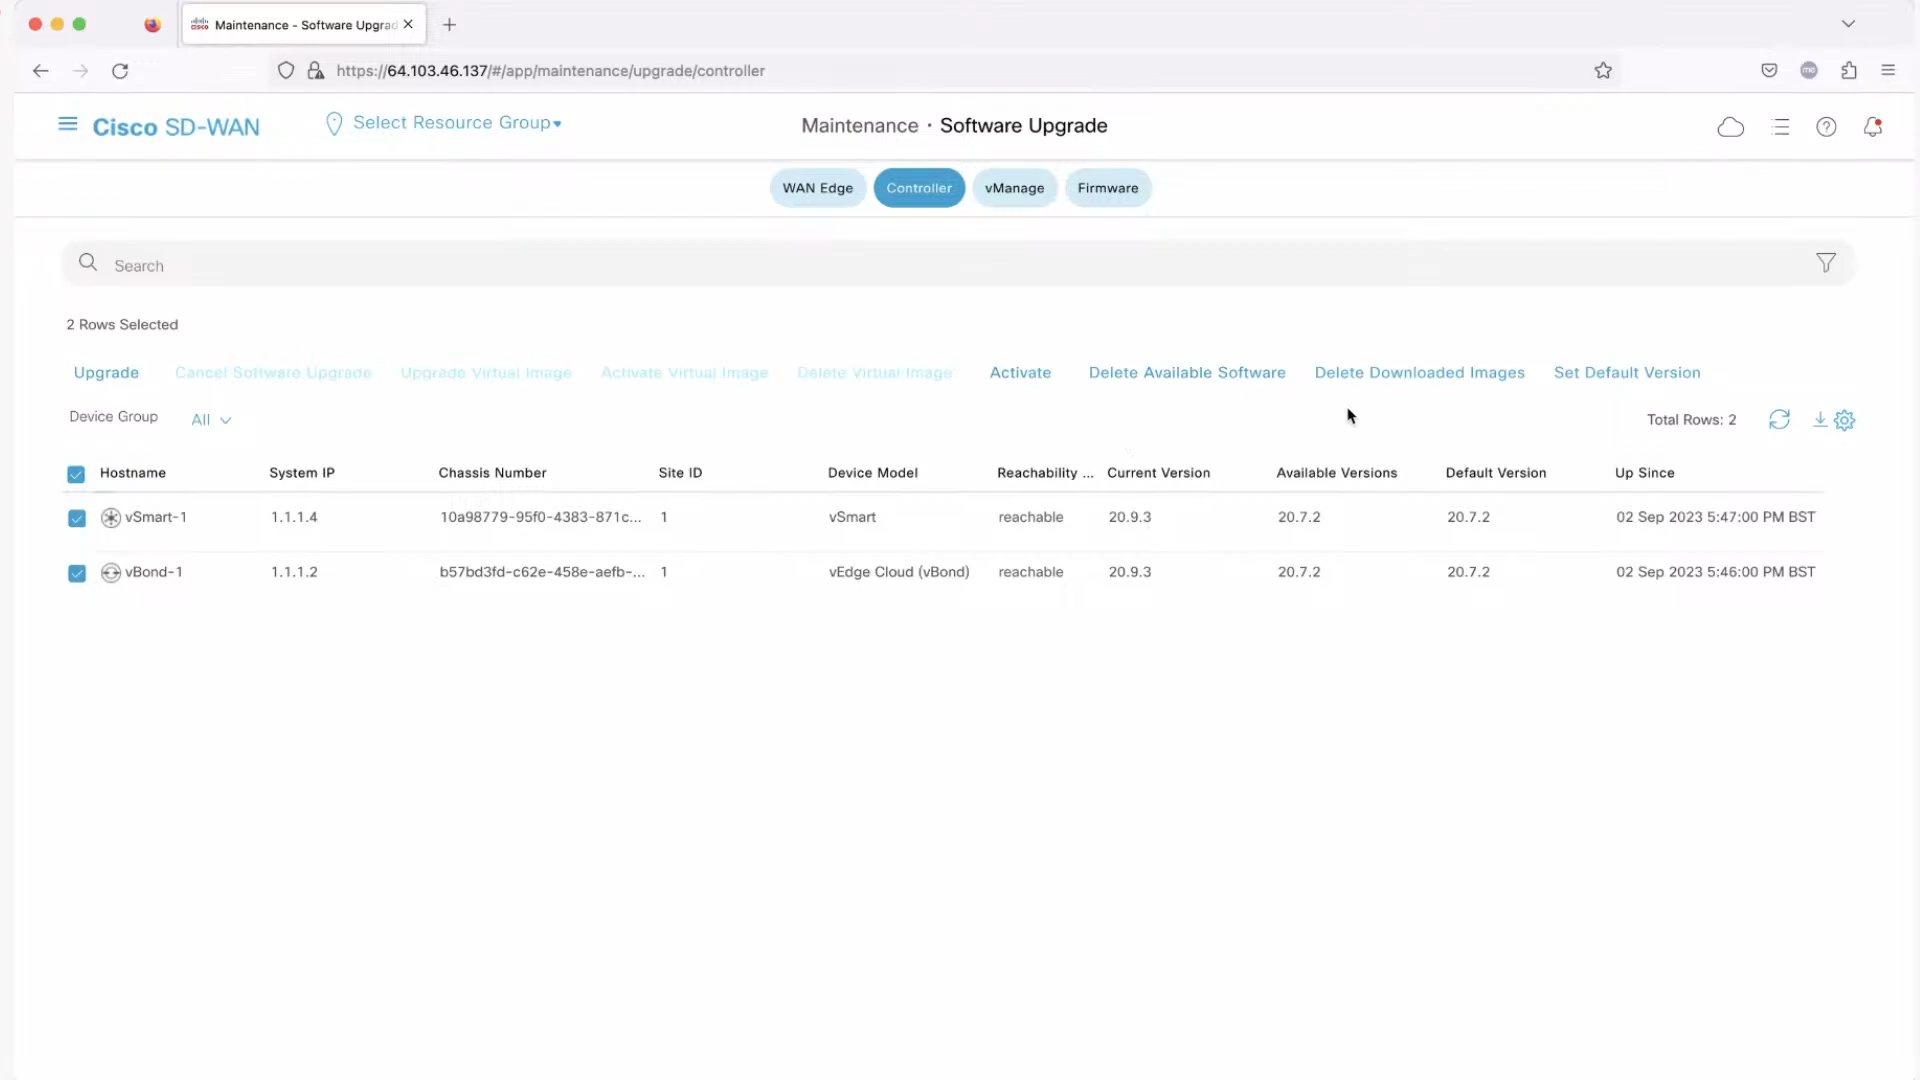 Maintenance - Software Upgrad
https://64.103.46.137/#/app/maintenance/upgrade/controller
me
Cisco SD-WAN
Select Resource Group
Maintenance · Software Upgrade
WAN Edge Controller vManage Firmware
Search
2 Rows Selected
Upgrade Cancel Software Upgrade Upgrade Virtual Image Activate Virtual Image Delete Virtual Image Activate Delete Available Software Delete Downloaded Images Set Default Version
Device Group All Total Rows: 2
Hostname System IP Chassis Number Site ID Device Model Reachability ... Current Version Available Versions Default Version Up Since
vSmart-1 1.1.1.4 10a98779-95f0-4383-871c... 1 vSmart reachable 20.9.3 20.7.2 20.7.2 02 Sep 2023 5:47:00 PM BST
vBond-1 1.1.1.2 b57bd3fd-c62e-458e-aefb-... 1 vEdge Cloud (vBond) reachable 20.9.3 20.7.2 20.7.2 02 Sep 2023 5:46:00 PM BST